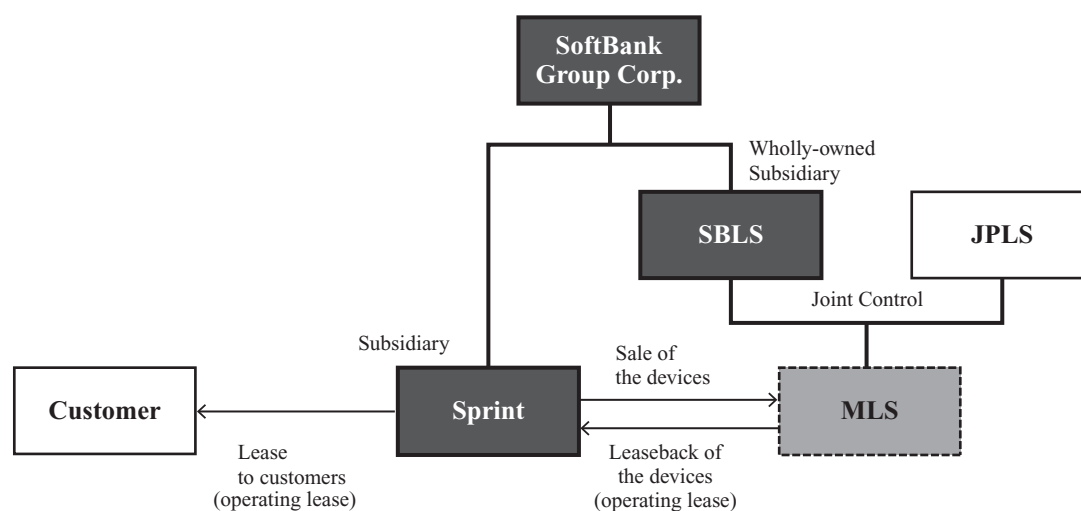 SoftBank
Group Corp.
Wholly-owned
Subsidiary
SBLS
JPLS
Joint Control
Subsidiary
Sale of
the devices
Customer
Sprint
MLS
Lease
to customers
(operating lease)
Leaseback of
the devices
(operating lease)